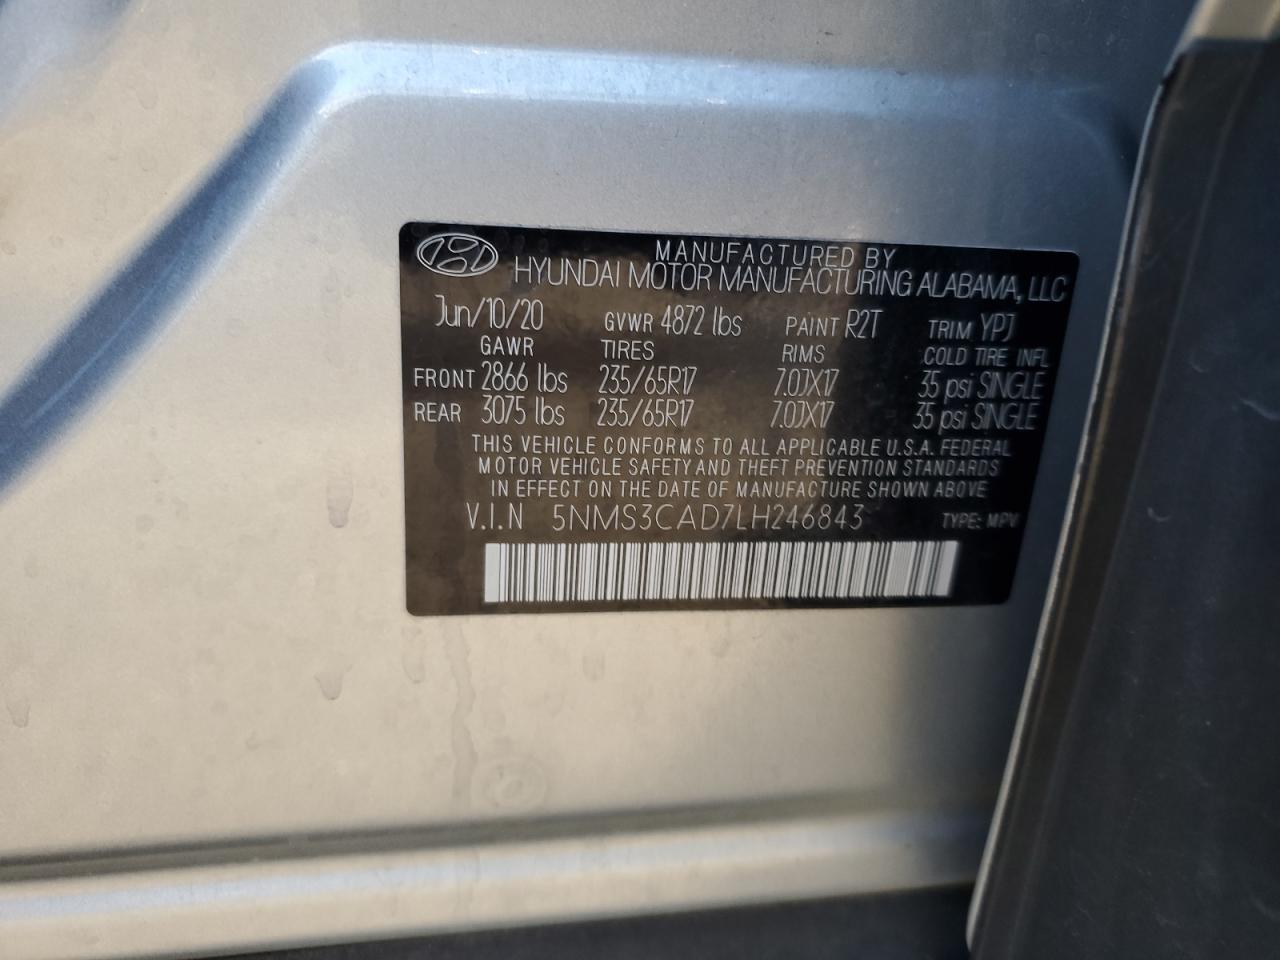 MANUFACTURED BY
HYUNDAI MOTOR MANUFACTURING ALABAMA, LLC
Jun/10/20 GVWR 4872 lbs PAINT R2T TRIM YPJ
GAWR TIRES RIMS COLD TIRE INFL
FRONT 2866 lbs 235/65R17 7.0JX17 35 psi SINGLE
REAR 3075 lbs 235/65R17 7.0JX17 35 psi SINGLE
THIS VEHICLE CONFORMS TO ALL APPLICABLE U.S.A. FEDERAL
MOTOR VEHICLE SAFETY AND THEFT PREVENTION STANDARDS
IN EFFECT ON THE DATE OF MANUFACTURE SHOWN ABOVE
V.I.N 5NMS3CAD7LH246843 TYPE: MPV